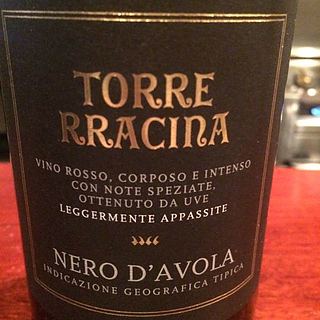 TORRE
RRACINA
VINO ROSSO, CORPOSO E INTENSO
CON NOTE SPEZIATE,
OTTENUTO DA UVE
LEGGERMENTE APPASSITE
NERO D'AVOLA
INDICAZIONE GEOGRAFICA TIPICA